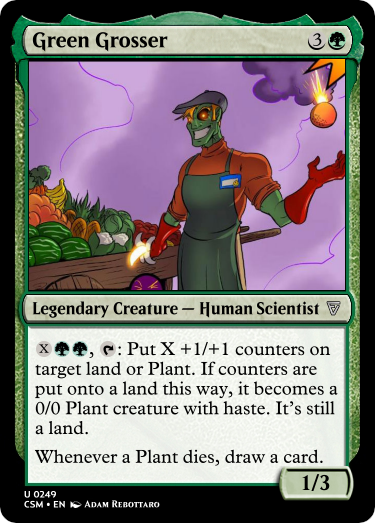 Green Grosser 3
Legendary Creature — Human Scientist
X, : Put X +1/+1 counters on
target land or Plant. If counters are
put onto a land this way, it becomes a
0/0 Plant creature with haste. It's still
a land.
Whenever a Plant dies, draw a card.
1/3
U 0249
CSM • EN Adam Rebottaro